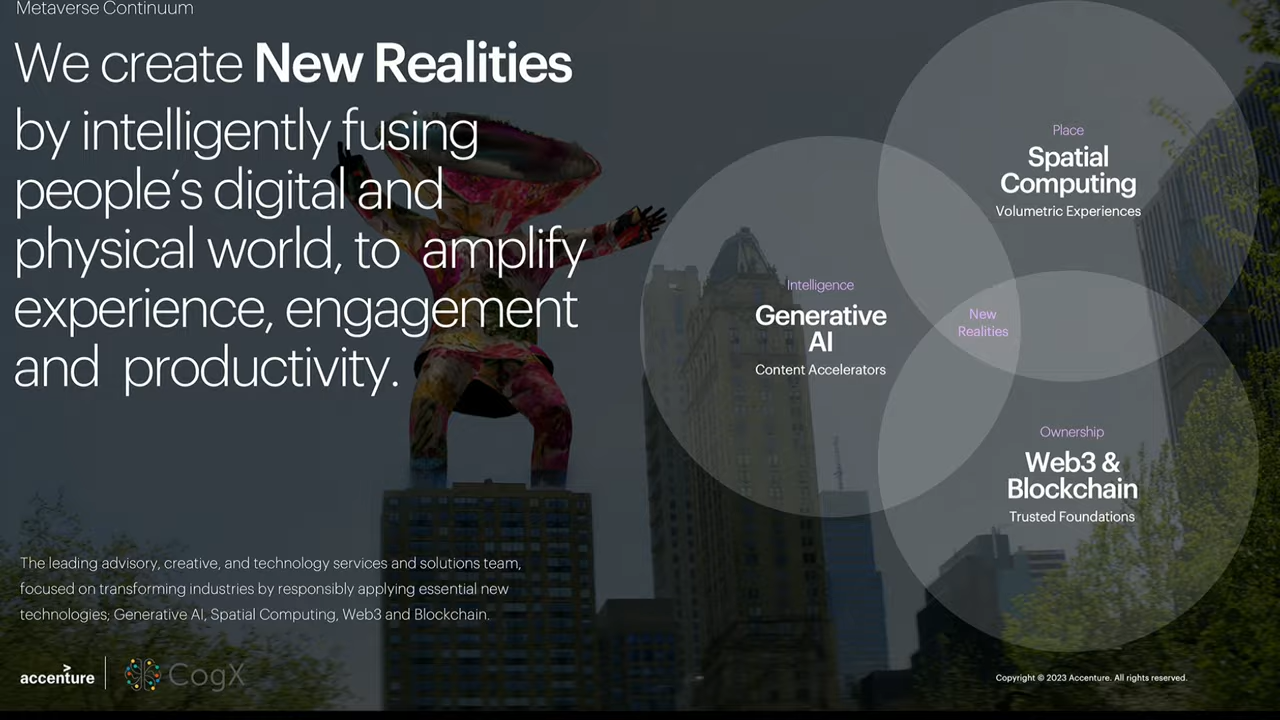 Metaverse Continuum
We create New Realities
by intelligently fusing
people’s digital and
physical world, to amplify
experience, engagement
and productivity.
Place
Spatial
Computing
Volumetric Experiences
Intelligence
Generative
AI
Content Accelerators
New
Realities
Ownership
Web3 &
Blockchain
Trusted Foundations
The leading advisory, creative, and technology services and solutions team,
focused on transforming industries by responsibly applying essential new
technologies; Generative AI, Spatial Computing, Web3 and Blockchain.
accenture
CogX
Copyright © 2023 Accenture. All rights reserved.